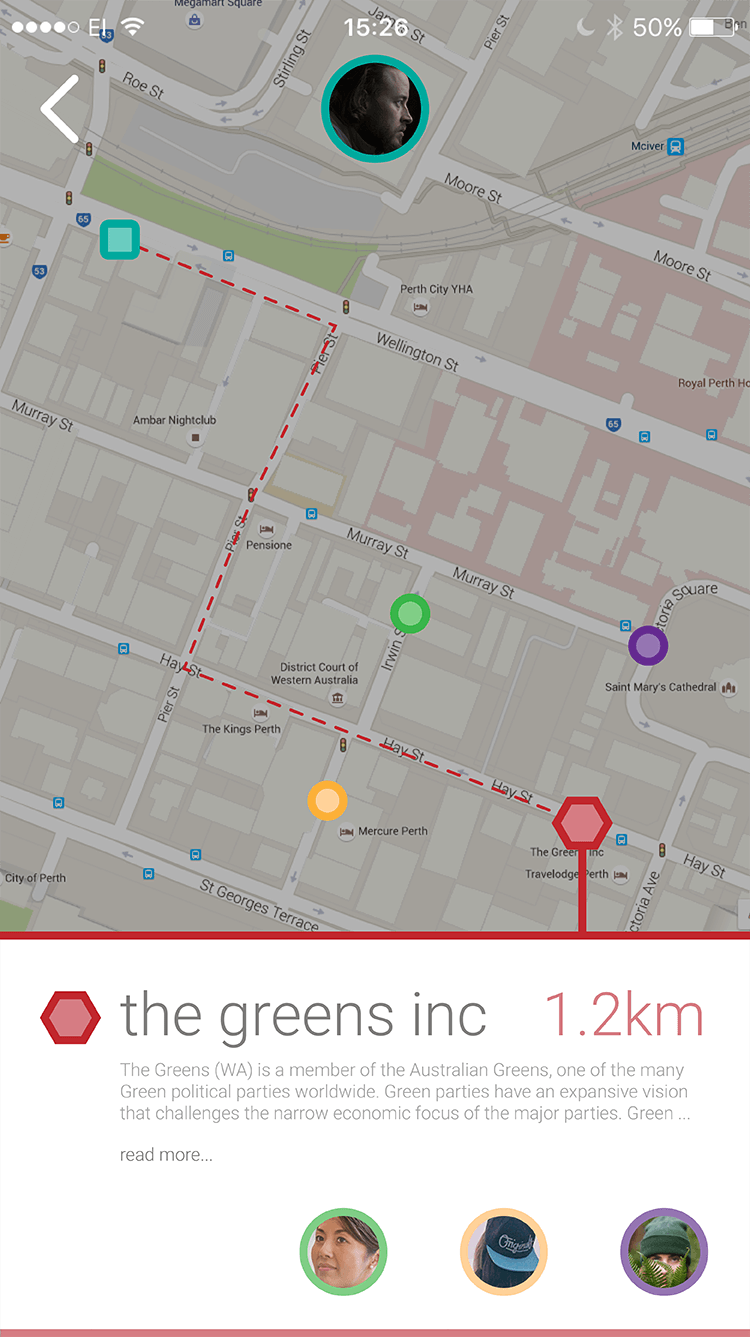 Megamart Square
EE
15:26
50%
53
James St
Pier St
Stirling St
Roe St
Mciver
Moore St
65
Moore St
53
Perth City YHA
Wellington St
Pier St
Royal Perth Ho
Murray St
Ambar Nightclub
65
Pier St
Pensione
Murray St
Murray St
toria Square
Irwin S
Hay St
District Court of
Western Australia
Saint Mary's Cathedral
Pier St
The Kings Perth
Hay St
Hay St
Mercure Perth
The Green Inc
Hay St
City of Perth
Travelodge Perth
St Georges Terrace
ctoria Ave
the greens inc 1.2km
The Greens (WA) is a member of the Australian Greens, one of the many
Green political parties worldwide. Green parties have an expansive vision
that challenges the narrow economic focus of the major parties. Green ...
read more...
Originals